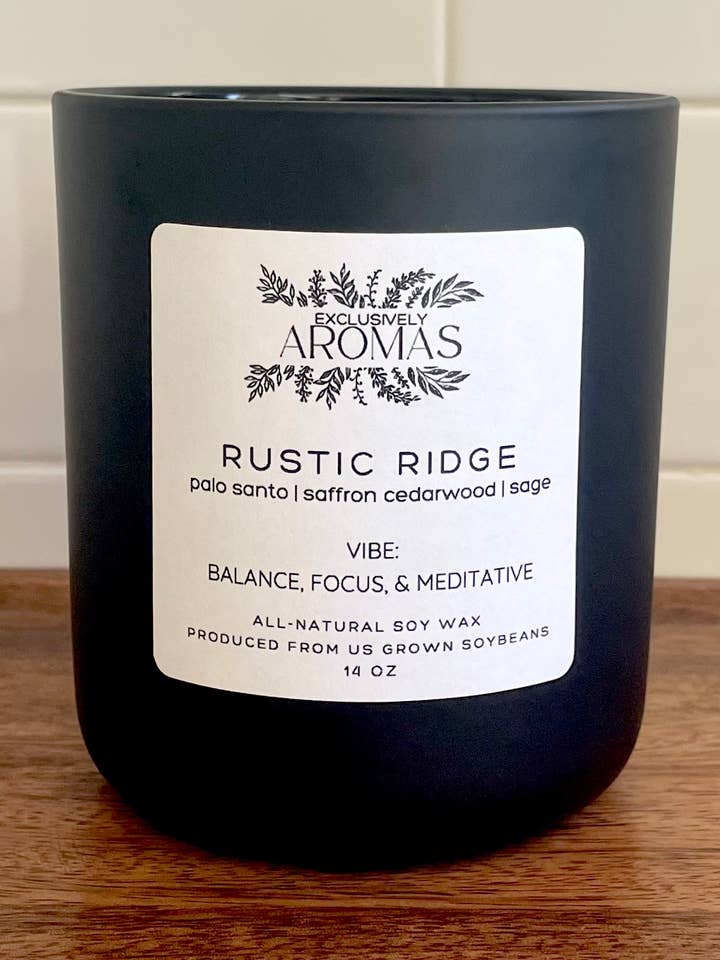 EXCLUSIVELY
AROMAS
RUSTIC RIDGE
palo santo | saffron cedarwood | sage
VIBE:
BALANCE, FOCUS, & MEDITATIVE
ALL-NATURAL SOY WAX
PRODUCED FROM US GROWN SOYBEANS
14 OZ